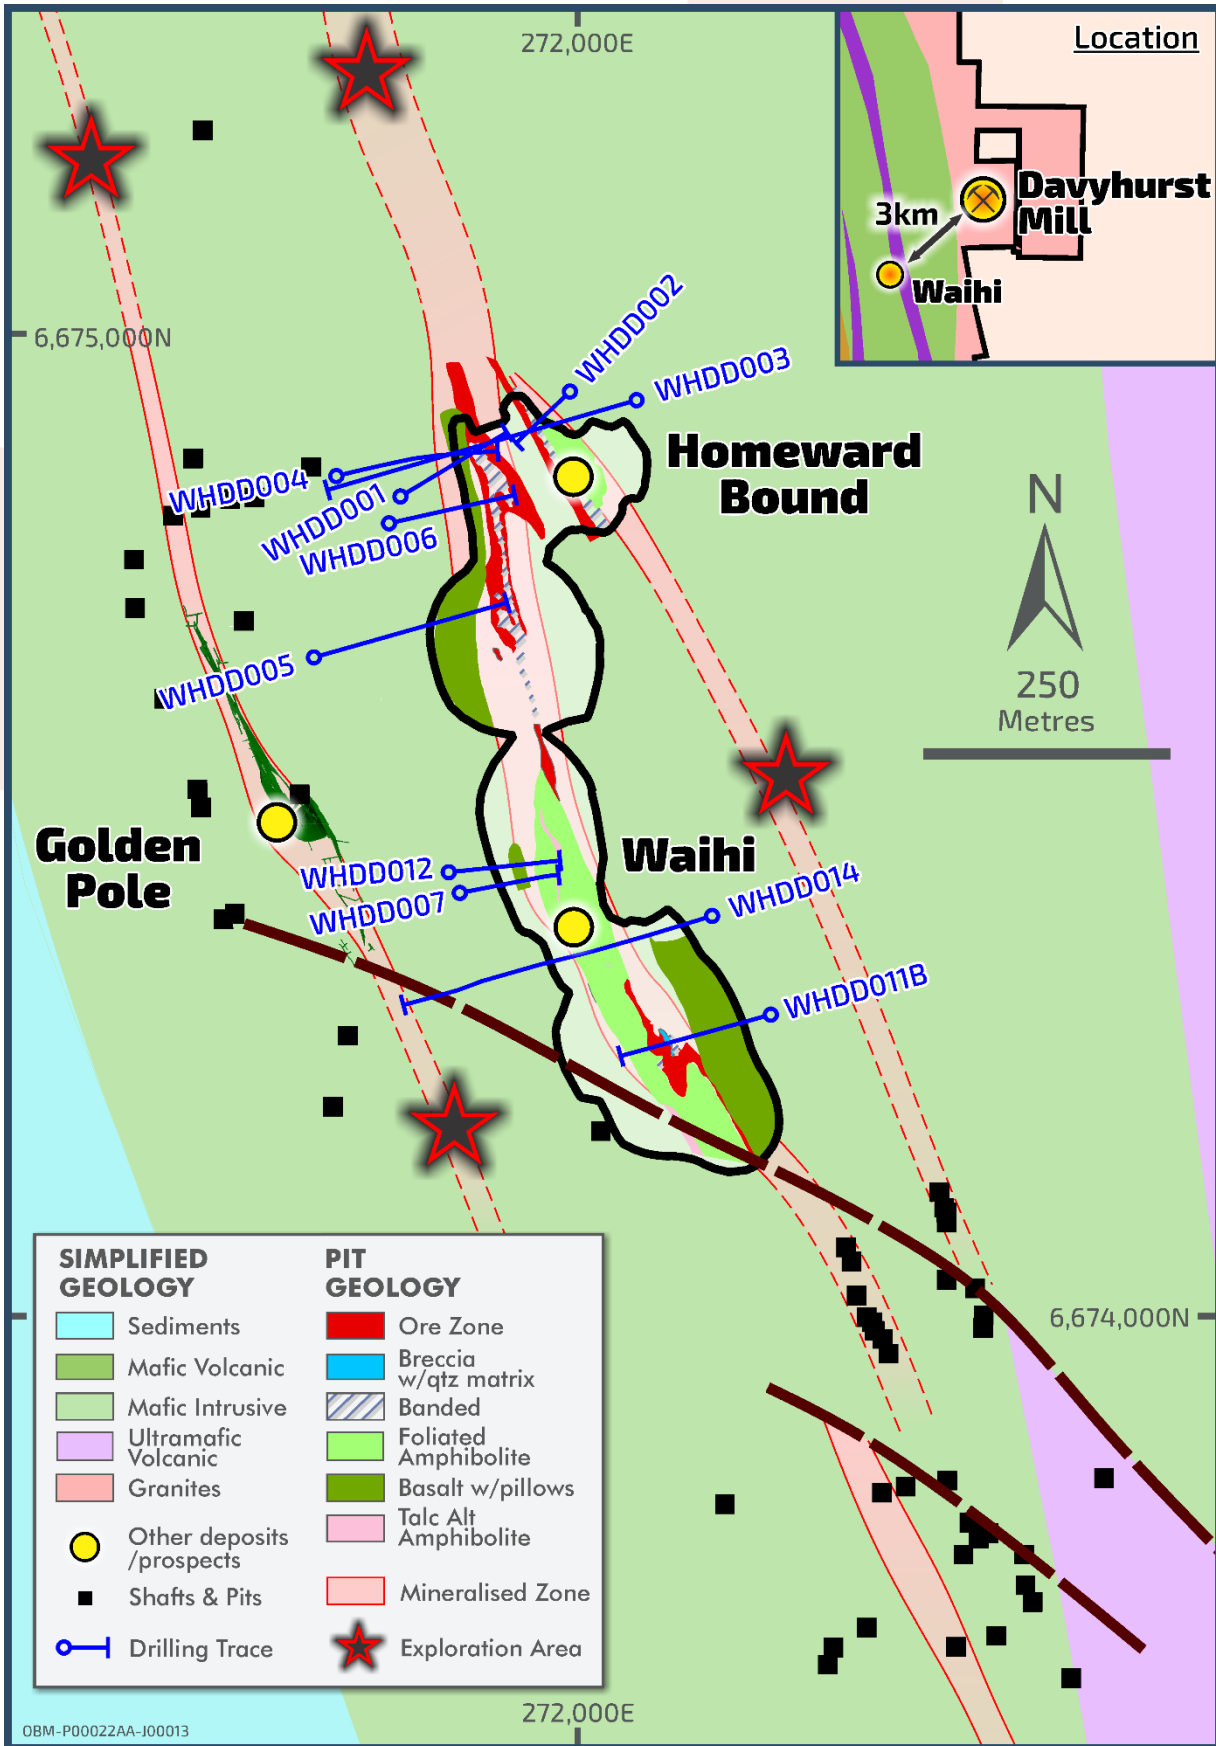 272,000E
Location
Davyhurst
Mill
3km
Waihi
6,675,000N
WHDD002
WHDD003
Homeward
Bound
WHDD004
WHDD001
WHDD006
N
WHDD005
250
Metres
Golden
Pole
Waihi
WHDD012
WHDD007
WHDD014
WHDD011B
6,674,000N
SIMPLIFIED
GEOLOGY
Sediments
Mafic Volcanic
Mafic Intrusive
Ultramafic
Volcanic
Granites
Other deposits
/prospects
Shafts & Pits
Drilling Trace
PIT
GEOLOGY
Ore Zone
Breccia
w/qtz matrix
Banded
Foliated
Amphibolite
Basalt w/pillows
Talc Alt
Amphibolite
Mineralised Zone
Exploration Area
272,000E
OBM-P00022AA-J00013